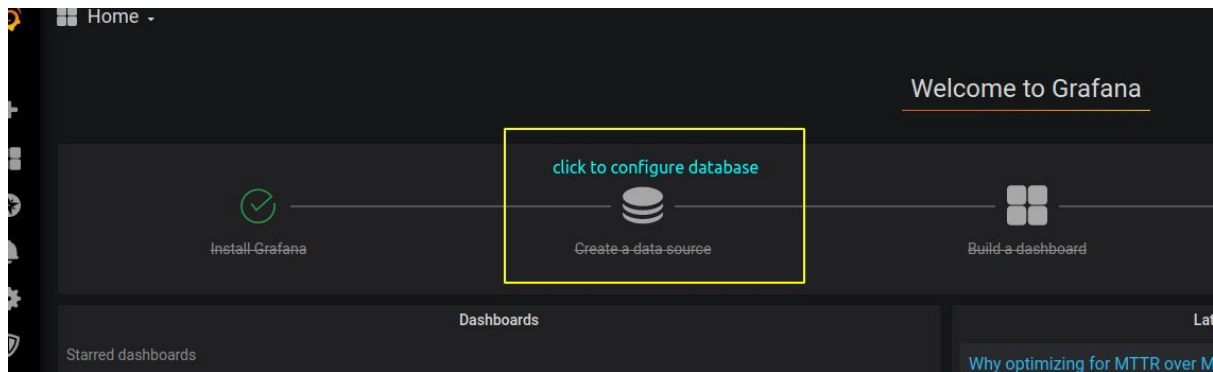 Home
Welcome to Grafana
click to configure database
Install Grafana
Create a data source
Build a dashboard
Dashboards
Starred dashboards
Why optimizing for MTTR over